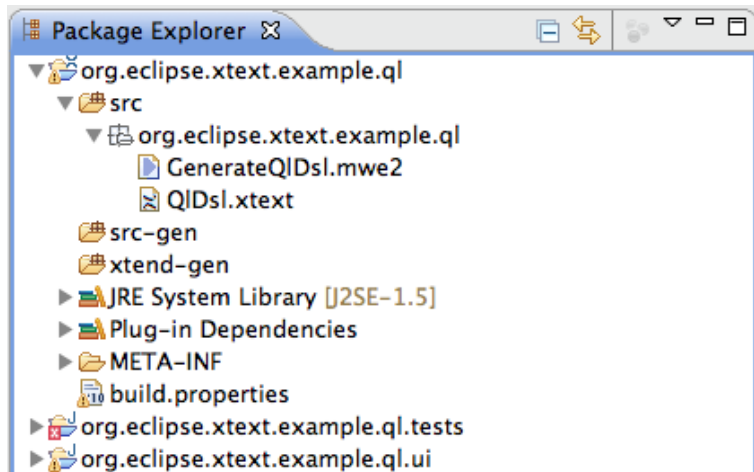 Package Explorer
org.eclipse.xtext.example.ql
src
org.eclipse.xtext.example.ql
GenerateQlDsl.mwe2
QlDsl.xtext
src-gen
xtend-gen
JRE System Library [J2SE-1.5]
Plug-in Dependencies
META-INF
build.properties
org.eclipse.xtext.example.ql.tests
org.eclipse.xtext.example.ql.ui